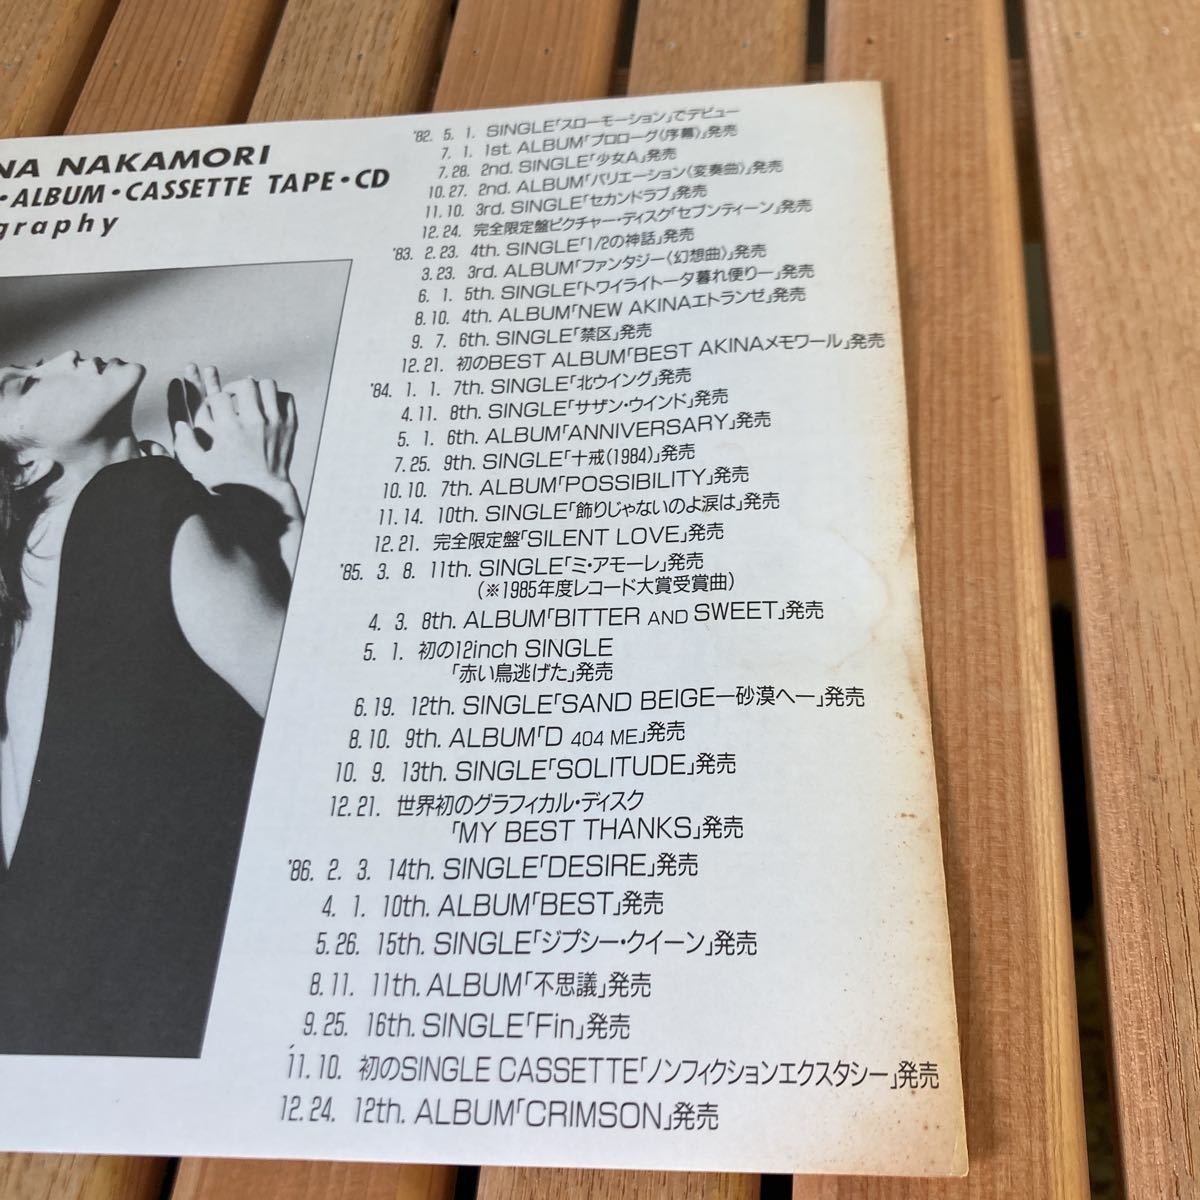 NA NAKAMORI
・ALBUM・CASSETTE TAPE・CD
graphy
'82. 5. 1. SINGLE「スローモーション」でデビュー
7. 1. 1st. ALBUM「プロローグ〈序幕〉」発売
7. 28. 2nd. SINGLE「少女A」発売
10. 27. 2nd. ALBUM「バリエーション〈変奏曲〉」発売
11. 10. 3rd. SINGLE「セカンドラブ」発売
12. 24. 完全限定盤ピクチャー・ディスク「セブンティーン」発売
'83. 2. 23. 4th. SINGLE「1/2の神話」発売
3. 23. 3rd. ALBUM「ファンタジー〈幻想曲〉」発売
6. 1. 5th. SINGLE「トワイライトー夕暮れ便りー」発売
8. 10. 4th. ALBUM「NEW AKINAエトランゼ」発売
9. 7. 6th. SINGLE「禁区」発売
12. 21. 初のBEST ALBUM「BEST AKINAメモワール」発売
'84. 1. 1. 7th. SINGLE「北ウイング」発売
4. 11. 8th. SINGLE「サザン・ウインド」発売
5. 1. 6th. ALBUM「ANNIVERSARY」発売
7. 25. 9th. SINGLE「十戒(1984)」発売
10. 10. 7th. ALBUM「POSSIBILITY」発売
11. 14. 10th. SINGLE「飾りじゃないのよ涙は」発売
12. 21. 完全限定盤「SILENT LOVE」発売
'85. 3. 8. 11th. SINGLE「ミ・アモーレ」発売
(※1985年度レコード大賞受賞曲)
4. 3. 8th. ALBUM「BITTER AND SWEET」発売
5. 1. 初の12inch SINGLE
「赤い鳥逃げた」発売
6. 19. 12th. SINGLE「SAND BEIGEー砂漠へー」発売
8. 10. 9th. ALBUM「D 404 ME」発売
10. 9. 13th. SINGLE「SOLITUDE」発売
12. 21. 世界初のグラフィカル・ディスク
「MY BEST THANKS」発売
'86. 2. 3. 14th. SINGLE「DESIRE」発売
4. 1. 10th. ALBUM「BEST」発売
5. 26. 15th. SINGLE「ジプシー・クイーン」発売
8. 11. 11th. ALBUM「不思議」発売
9. 25. 16th. SINGLE「Fin」発売
11. 10. 初のSINGLE CASSETTE「ノンフィクションエクスタシー」発売
12. 24. 12th. ALBUM「CRIMSON」発売